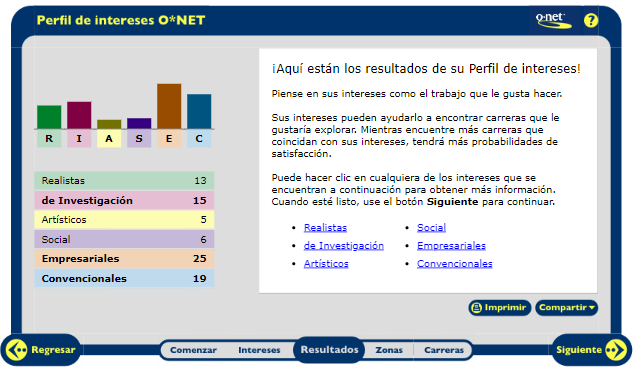 Perfil de intereses O*NET
o·net
?
R I A S E C
Realistas 13
de Investigación 15
Artísticos 5
Social 6
Empresariales 25
Convencionales 19
¡Aquí están los resultados de su Perfil de intereses!
Piense en sus intereses como el trabajo que le gusta hacer.
Sus intereses pueden ayudarlo a encontrar carreras que le
gustaría explorar. Mientras encuentre más carreras que
coincidan con sus intereses, tendrá más probabilidades de
satisfacción.
Puede hacer clic en cualquiera de los intereses que se
encuentran a continuación para obtener más información.
Cuando esté listo, use el botón Siguiente para continuar.
• Realistas • Social
• de Investigación • Empresariales
• Artísticos • Convencionales
Imprimir Compartir
Regresar Comenzar Intereses Resultados Zonas Carreras Siguiente